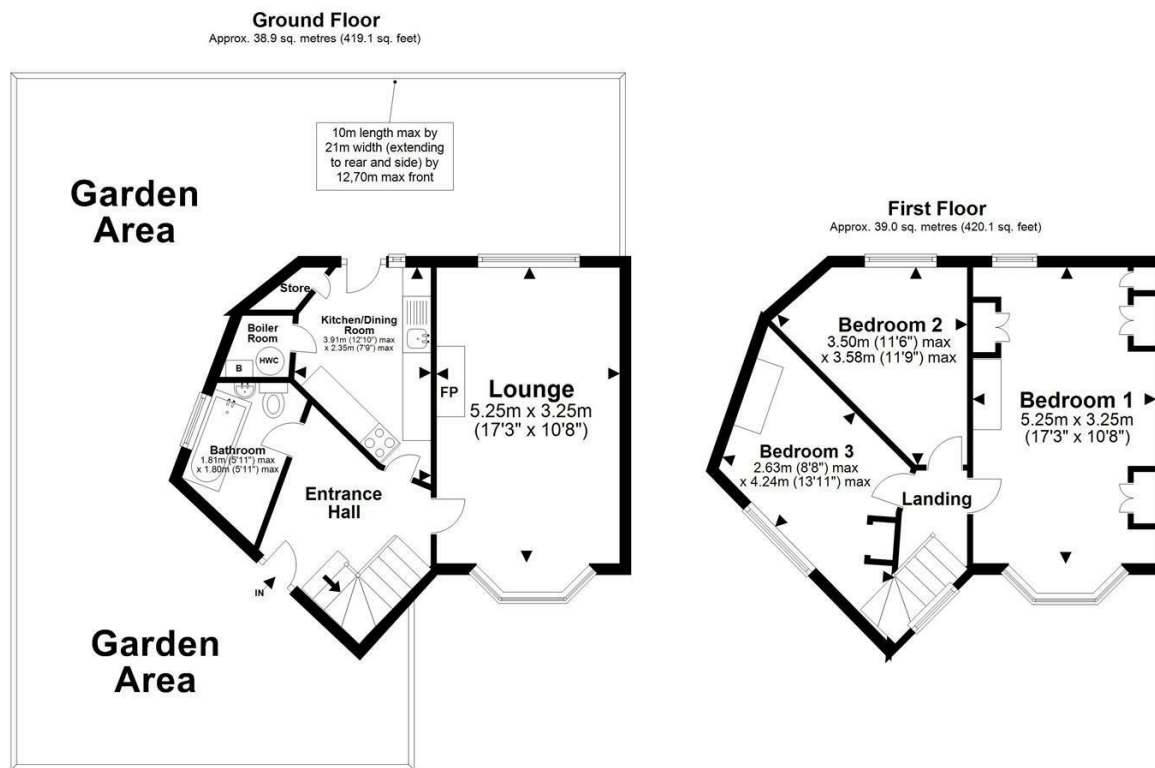 Ground Floor
Approx. 38.9 sq. metres (419.1 sq. feet)
10m length max by
21m width (extending
to rear and side) by
12,70m max front
Garden
Area
Store
Boiler
Room
B
HWC
Kitchen/Dining
Room
3.91m (12'10") max
x 2.35m (7'9") max
FP
Lounge
5.25m x 3.25m
(17'3" x 10'8")
Bathroom
1.81m (5'11") max
x 1.80m (5'11") max
Entrance
Hall
IN
Garden
Area
First Floor
Approx. 39.0 sq. metres (420.1 sq. feet)
Bedroom 2
3.50m (11'6") max
x 3.58m (11'9") max
Bedroom 1
5.25m x 3.25m
(17'3" x 10'8")
Bedroom 3
2.63m (8'8") max
x 4.24m (13'11") max
Landing